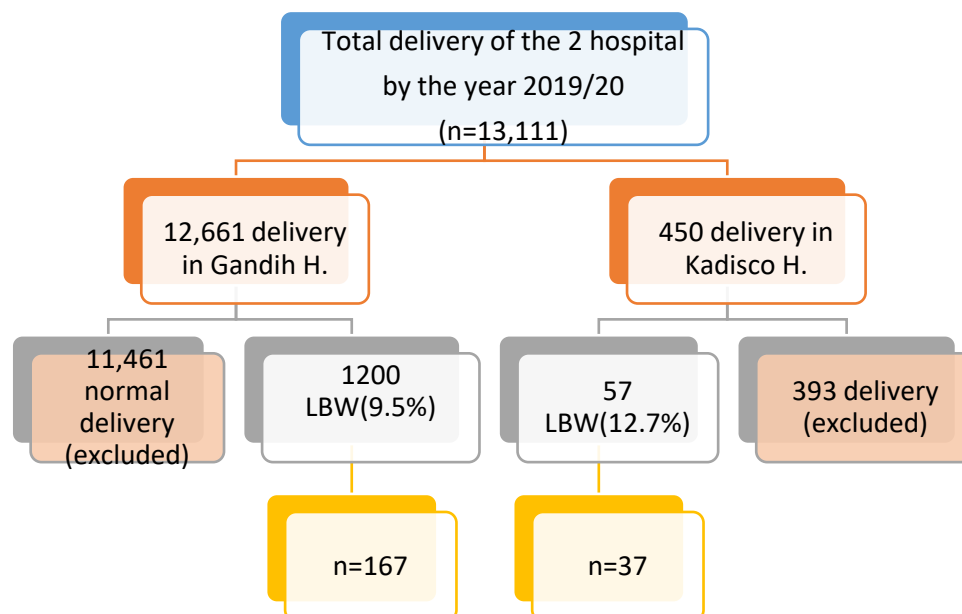 Total delivery of the 2 hospital
by the year 2019/20
(n=13,111)
12,661 delivery
in Gandih H.
450 delivery in
Kadisco H.
11,461
normal
delivery
(excluded)
1200
LBW(9.5%)
57
LBW(12.7%)
393 delivery
(excluded)
n=167
n=37